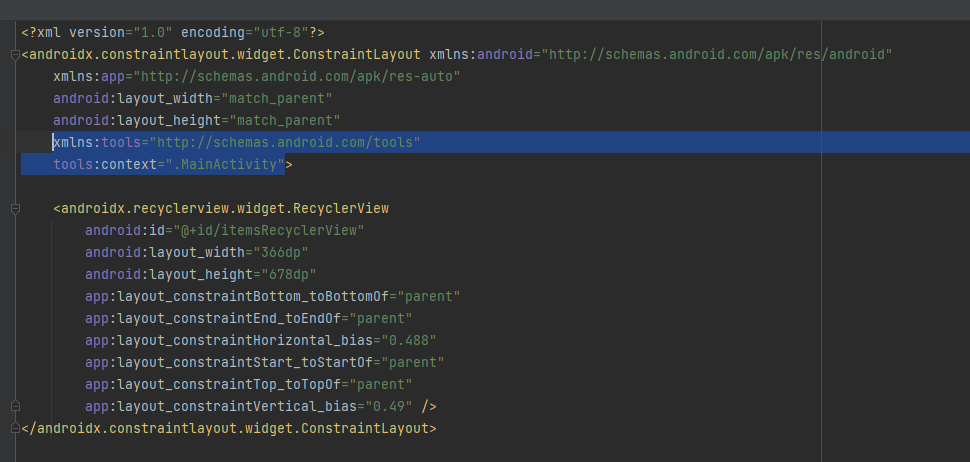 <?xml version="1.0" encoding="utf-8"?>
<androidx.constraintlayout.widget.ConstraintLayout xmlns:android="http://schemas.android.com/apk/res/android"
    xmlns:app="http://schemas.android.com/apk/res-auto"
    android:layout_width="match_parent"
    android:layout_height="match_parent"
    xmlns:tools="http://schemas.android.com/tools"
    tools:context=".MainActivity">

    <androidx.recyclerview.widget.RecyclerView
        android:id="@+id/itemsRecyclerView"
        android:layout_width="366dp"
        android:layout_height="678dp"
        app:layout_constraintBottom_toBottomOf="parent"
        app:layout_constraintEnd_toEndOf="parent"
        app:layout_constraintHorizontal_bias="0.488"
        app:layout_constraintStart_toStartOf="parent"
        app:layout_constraintTop_toTopOf="parent"
        app:layout_constraintVertical_bias="0.49" />
</androidx.constraintlayout.widget.ConstraintLayout>